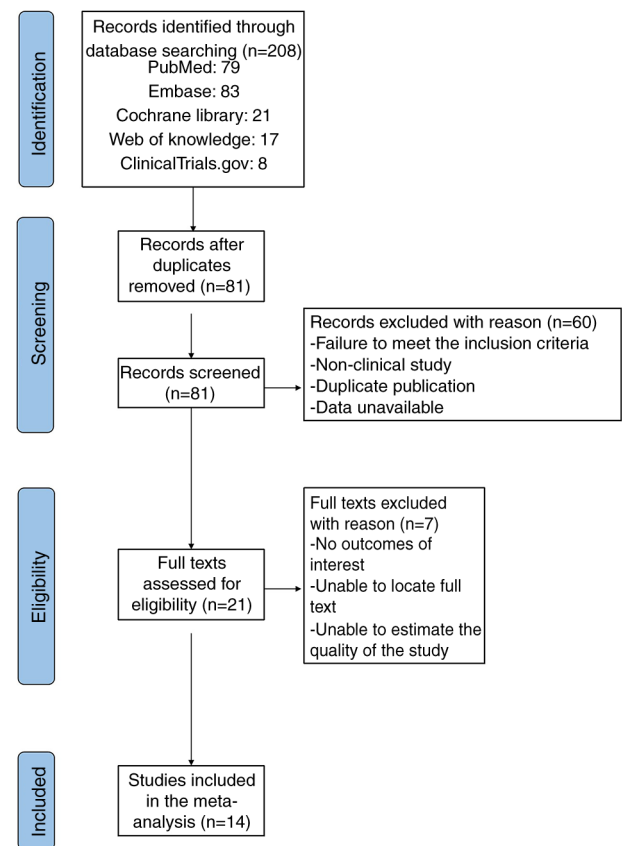 Identification
Records identified through
database searching (n=208)
PubMed: 79
Embase: 83
Cochrane library: 21
Web of knowledge: 17
ClinicalTrials.gov: 8
Screening
Records after
duplicates
removed (n=81)
Records screened
(n=81)
Records excluded with reason (n=60)
-Failure to meet the inclusion criteria
-Non-clinical study
-Duplicate publication
-Data unavailable
Eligibility
Full texts
assessed for
eligibility (n=21)
Full texts excluded
with reason (n=7)
-No outcomes of
interest
-Unable to locate full
text
-Unable to estimate the
quality of the study
Included
Studies included
in the meta-
analysis (n=14)